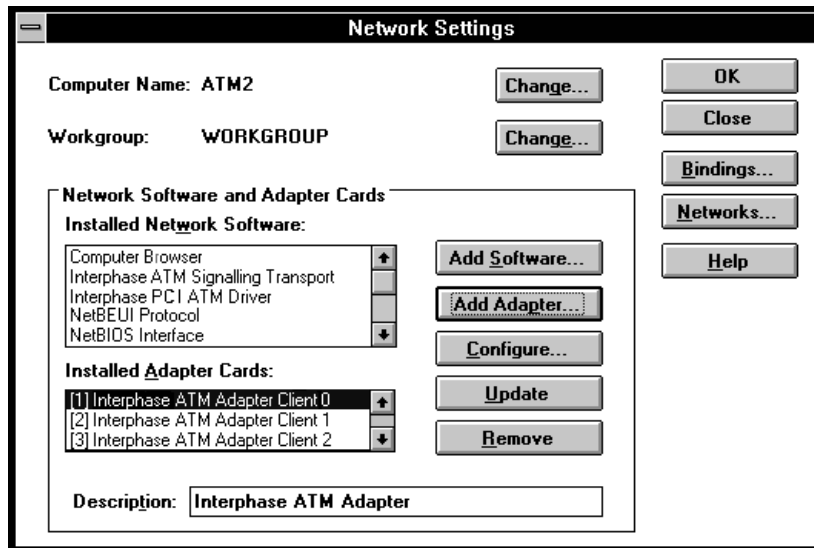 Network Settings
Computer Name: ATM2
Change...
Workgroup: WORKGROUP
Change...
OK
Close
Bindings...
Networks...
Help
Network Software and Adapter Cards
Installed Network Software:
Computer Browser
Interphase ATM Signalling Transport
Interphase PCI ATM Driver
NetBEUI Protocol
NetBIOS Interface
Add Software...
Add Adapter...
Configure...
Update
Remove
Installed Adapter Cards:
[1] Interphase ATM Adapter Client 0
[2] Interphase ATM Adapter Client 1
[3] Interphase ATM Adapter Client 2
Description: Interphase ATM Adapter